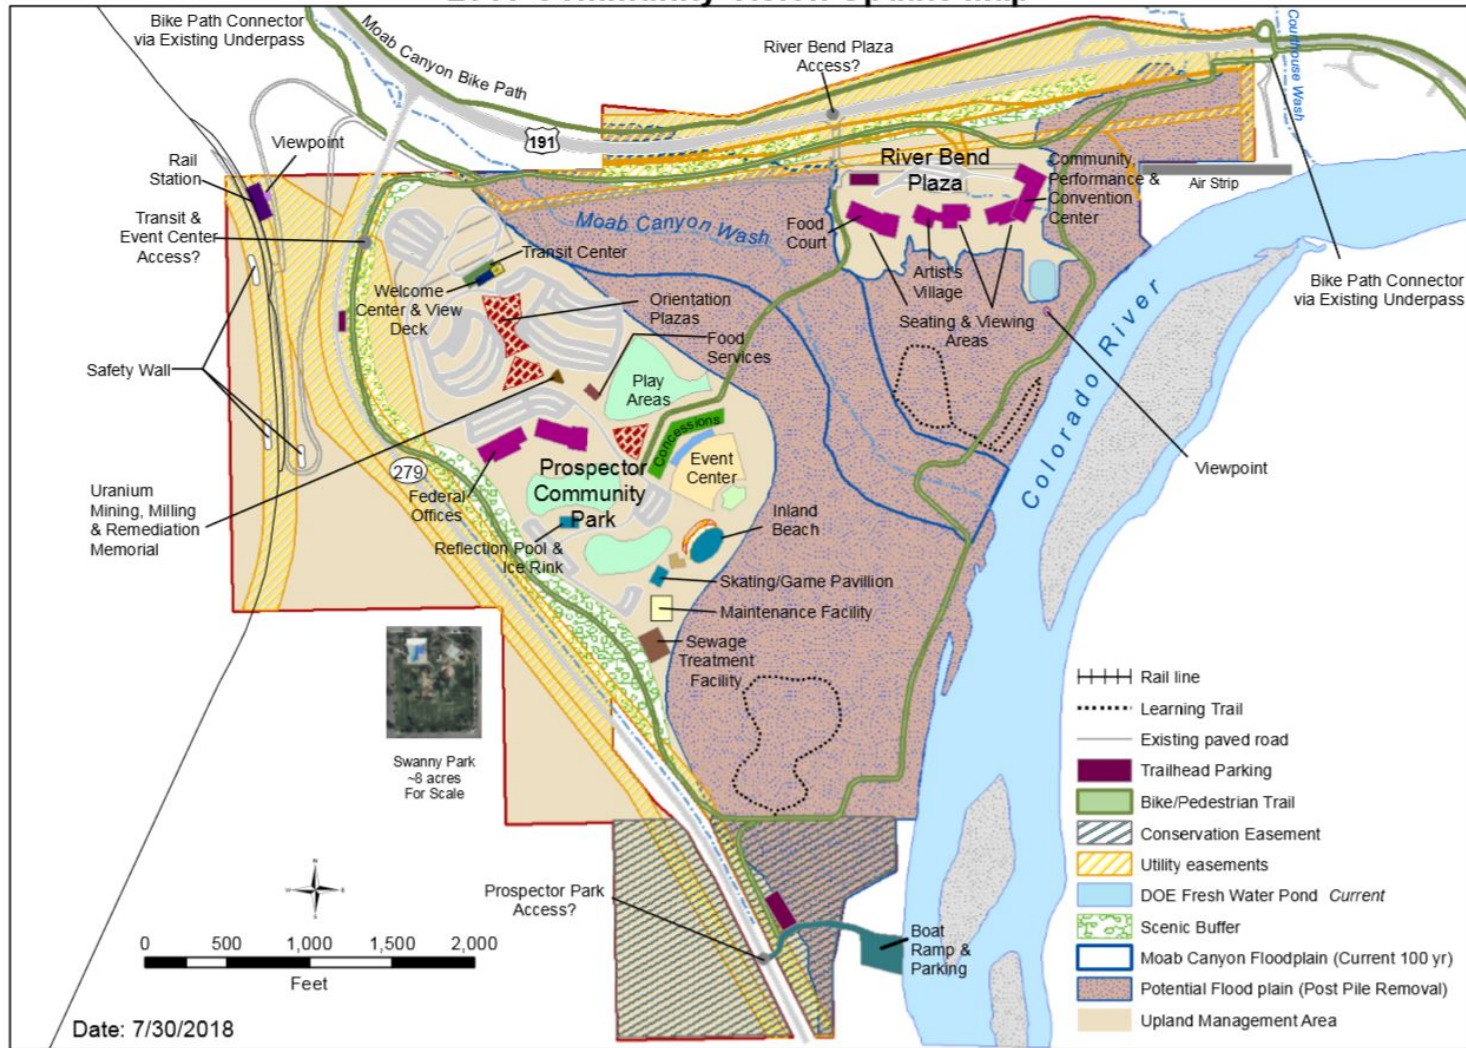 Bike Path Connector
via Existing Underpass
Moab Canyon Bike Path
River Bend Plaza
Access?
Courthouse Wash
191
Viewpoint
Rail
Station
Transit &
Event Center
Access?
River Bend
Plaza
Community,
Performance &
Convention
Center
Air Strip
Moab Canyon Wash
Food
Court
Artist's
Village
Seating & Viewing
Areas
Bike Path Connector
via Existing Underpass
Transit Center
Welcome
Center & View
Deck
Orientation
Plazas
Food
Services
Safety Wall
Play
Areas
Concessions
Event
Center
Colorado River
Viewpoint
279
Prospector
Community
Park
Federal
Offices
Uranium
Mining, Milling
& Remediation
Memorial
Reflection Pool &
Ice Rink
Inland
Beach
Skating/Game Pavillion
Maintenance Facility
Sewage
Treatment
Facility
Swanny Park
~8 acres
For Scale
Rail line
Learning Trail
Existing paved road
Trailhead Parking
Bike/Pedestrian Trail
Conservation Easement
Utility easements
DOE Fresh Water Pond Current
Scenic Buffer
Moab Canyon Floodplain (Current 100 yr)
Potential Flood plain (Post Pile Removal)
Upland Management Area
Prospector Park
Access?
Boat
Ramp &
Parking
N
W E
S
0 500 1,000 1,500 2,000
Feet
Date: 7/30/2018